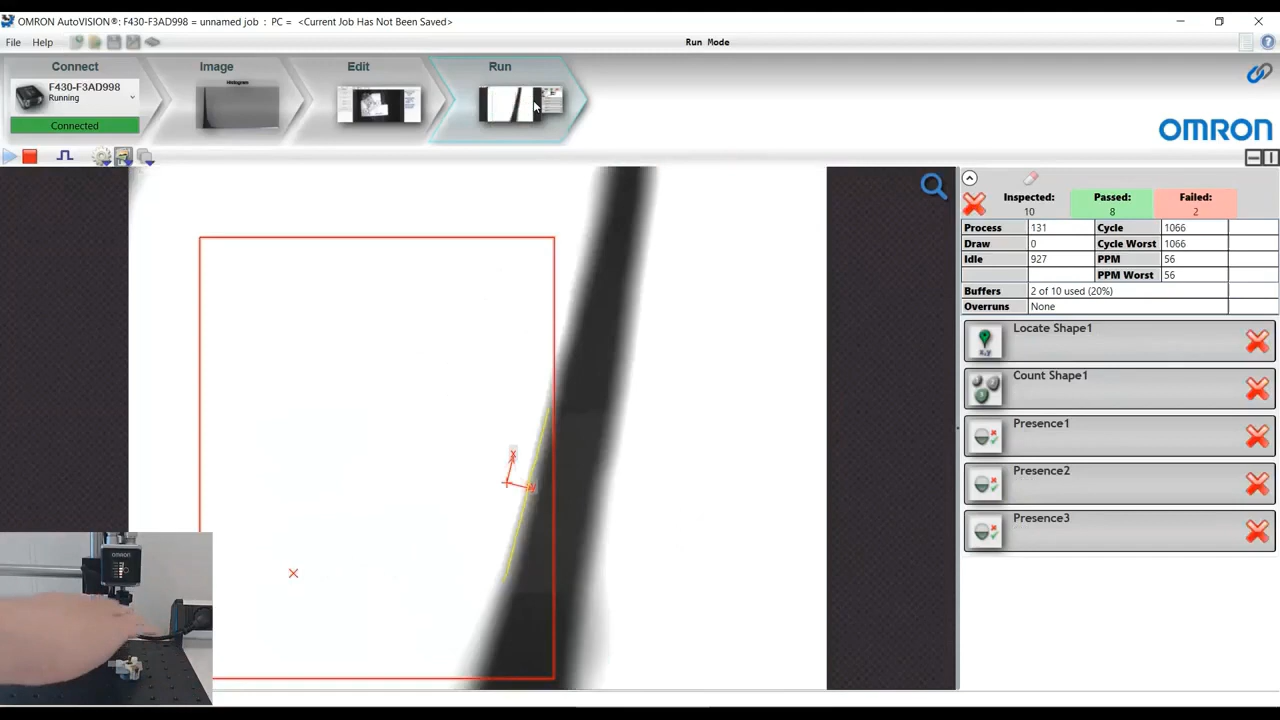 OMRON AutoVISION®: F430-F3AD998 = unnamed job : PC = <Current Job Has Not Been Saved>
File Help
Run Mode
Connect Image Edit Run
F430-F3AD998
Running
Connected
Histogram
OMRON
Inspected: Passed: Failed:
10 8 2
Process 131 Cycle 1066
Draw 0 Cycle Worst 1066
Idle 927 PPM 56
PPM Worst 56
Buffers 2 of 10 used (20%)
Overruns None
Locate Shape1
x,y
Count Shape1
Presence1
Presence2
Presence3
OMRON